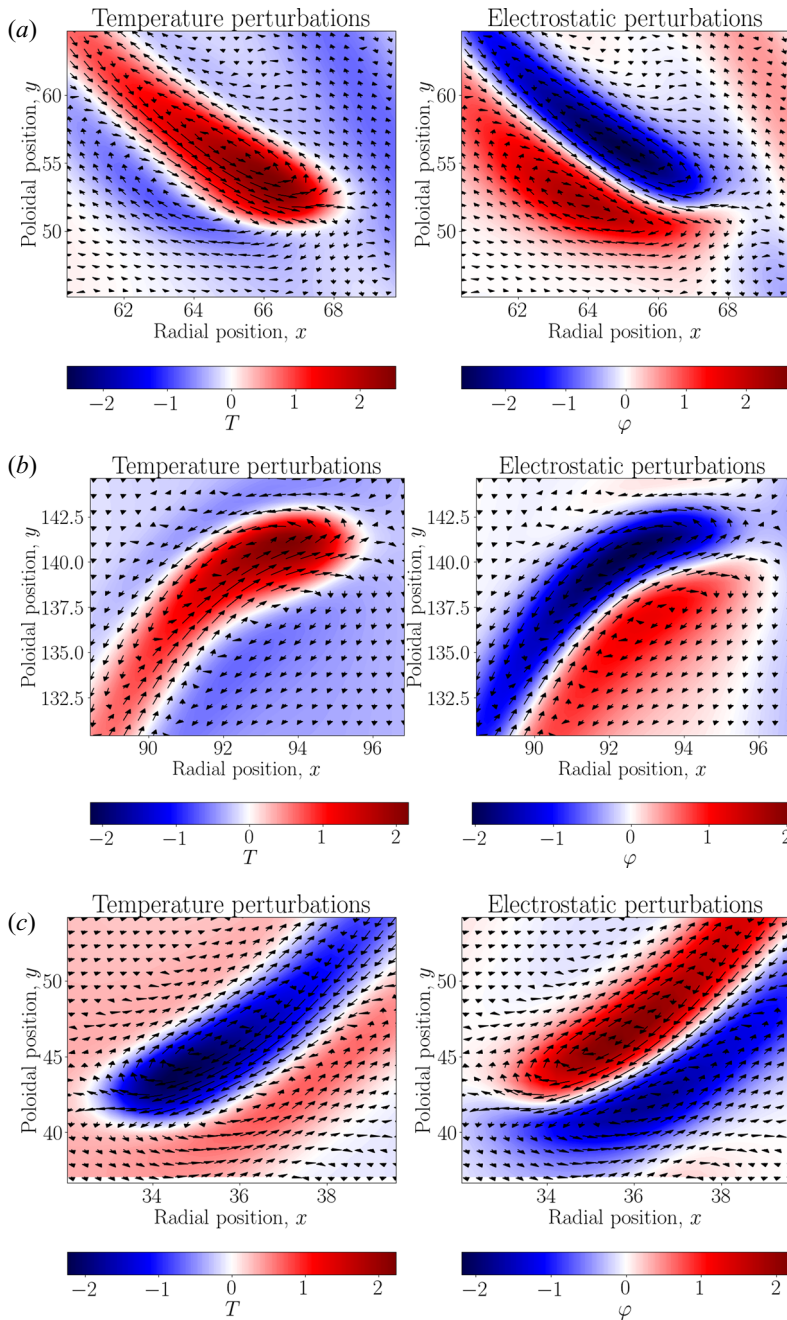 (a)
Temperature perturbations
Electrostatic perturbations
Poloidal position, y
60
55
50
62 64 66 68
Radial position, x
Poloidal position, y
60
55
50
62 64 66 68
Radial position, x
−2 −1 0 1 2
T
−2 −1 0 1 2
φ
(b)
Temperature perturbations
Electrostatic perturbations
Poloidal position, y
142.5
140.0
137.5
135.0
132.5
90 92 94 96
Radial position, x
Poloidal position, y
142.5
140.0
137.5
135.0
132.5
90 92 94 96
Radial position, x
−2 −1 0 1 2
T
−2 −1 0 1 2
φ
(c)
Temperature perturbations
Electrostatic perturbations
Poloidal position, y
50
45
40
34 36 38
Radial position, x
Poloidal position, y
50
45
40
34 36 38
Radial position, x
−2 −1 0 1 2
T
−2 −1 0 1 2
φ